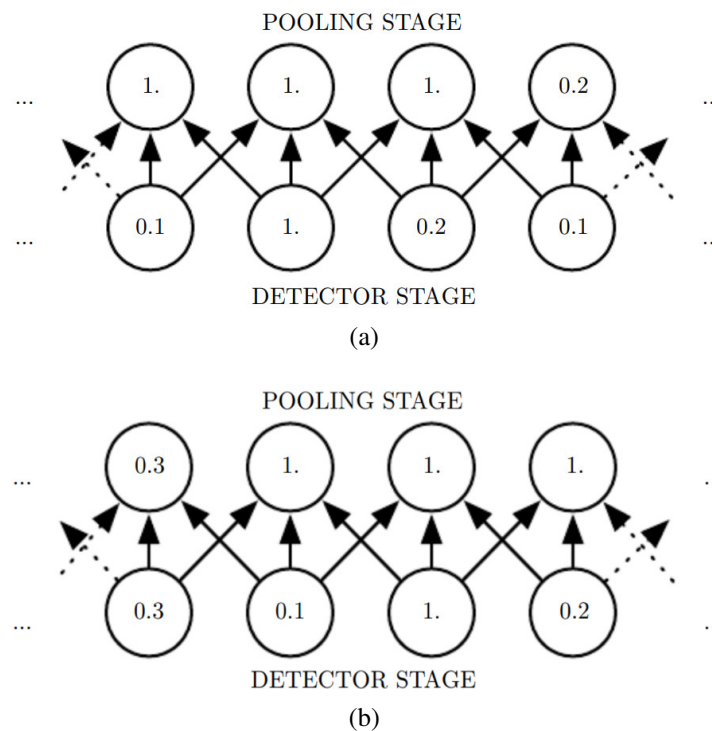 POOLING STAGE
... 1. 1. 1. 0.2 ..
... 0.1 1. 0.2 0.1 ..
DETECTOR STAGE
(a)
POOLING STAGE
... 0.3 1. 1. 1. .
... 0.3 0.1 1. 0.2 .
DETECTOR STAGE
(b)